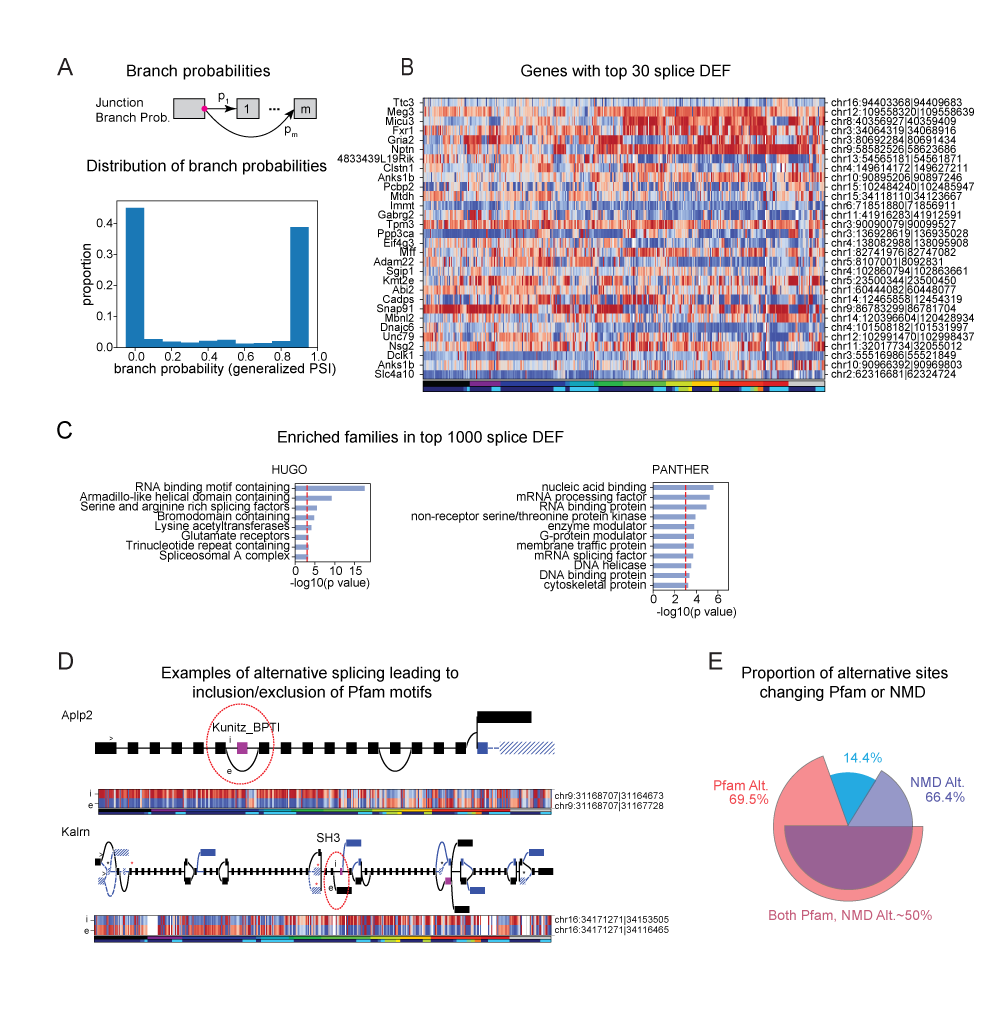 A
Branch probabilities
Junction
Branch Prob.
p1
1
...
m
pm
Distribution of branch probabilities
proportion
0.4
0.3
0.2
0.1
0.0
0.0 0.2 0.4 0.6 0.8 1.0
branch probability (generalized PSI)
B
Genes with top 30 splice DEF
Ttc3 chr16:94403368|94409683
Meg3 chr12:109558320|109558639
Micu3 chr8:40356927|40359409
Fxr1 chr3:34064319|34068916
Gna2 chr3:80692284|80691434
Nptn chr9:58582526|58623686
4833439L19Rik chr13:54565181|54561871
Clstn1 chr4:149614172|149627211
Anks1b chr10:90895206|90897246
Pcbp2 chr15:102484240|102485947
Mtdh chr15:34118110|34123667
Immt chr6:71851880|71856911
Gabrg2 chr11:41916283|41912591
Tpm3 chr3:90090079|90099527
Ppp3ca chr3:136928619|136935028
Eif4g3 chr4:138082988|138095908
Mff chr1:82741976|82747082
Adam22 chr5:8107001|8092831
Sgip1 chr4:102860794|102863661
Kmt2e chr5:23500344|23500450
Abi2 chr1:60444082|60448077
Cadps chr14:12465858|12454319
Snap91 chr9:86783299|86781704
Mbnl2 chr14:120396604|120428934
Dnajc6 chr4:101508182|101531997
Unc79 chr12:102991470|102998437
Nsg2 chr11:32017734|32055012
Dclk1 chr3:55516986|55521849
Anks1b chr10:90966392|90969803
Slc4a10 chr2:62316681|62324724
C
Enriched families in top 1000 splice DEF
HUGO
RNA binding motif containing
Armadillo-like helical domain containing
Serine and arginine rich splicing factors
Bromodomain containing
Lysine acetyltransferases
Glutamate receptors
Trinucleotide repeat containing
Spliceosomal A complex
0 5 10 15
-log10(p value)
PANTHER
nucleic acid binding
mRNA processing factor
RNA binding protein
non-receptor serine/threonine protein kinase
enzyme modulator
G-protein modulator
membrane traffic protein
mRNA splicing factor
DNA helicase
DNA binding protein
cytoskeletal protein
0 2 4 6
-log10(p value)
D
Examples of alternative splicing leading to
inclusion/exclusion of Pfam motifs
Aplp2
Kunitz_BPTI
>
i
e
i chr9:31168707|31164673
e chr9:31168707|31167728
Kalrn
SH3
i
e
i chr16:34171271|34153505
e chr16:34171271|34116465
E
Proportion of alternative sites
changing Pfam or NMD
14.4%
Pfam Alt.
69.5%
NMD Alt.
66.4%
Both Pfam, NMD Alt.~50%